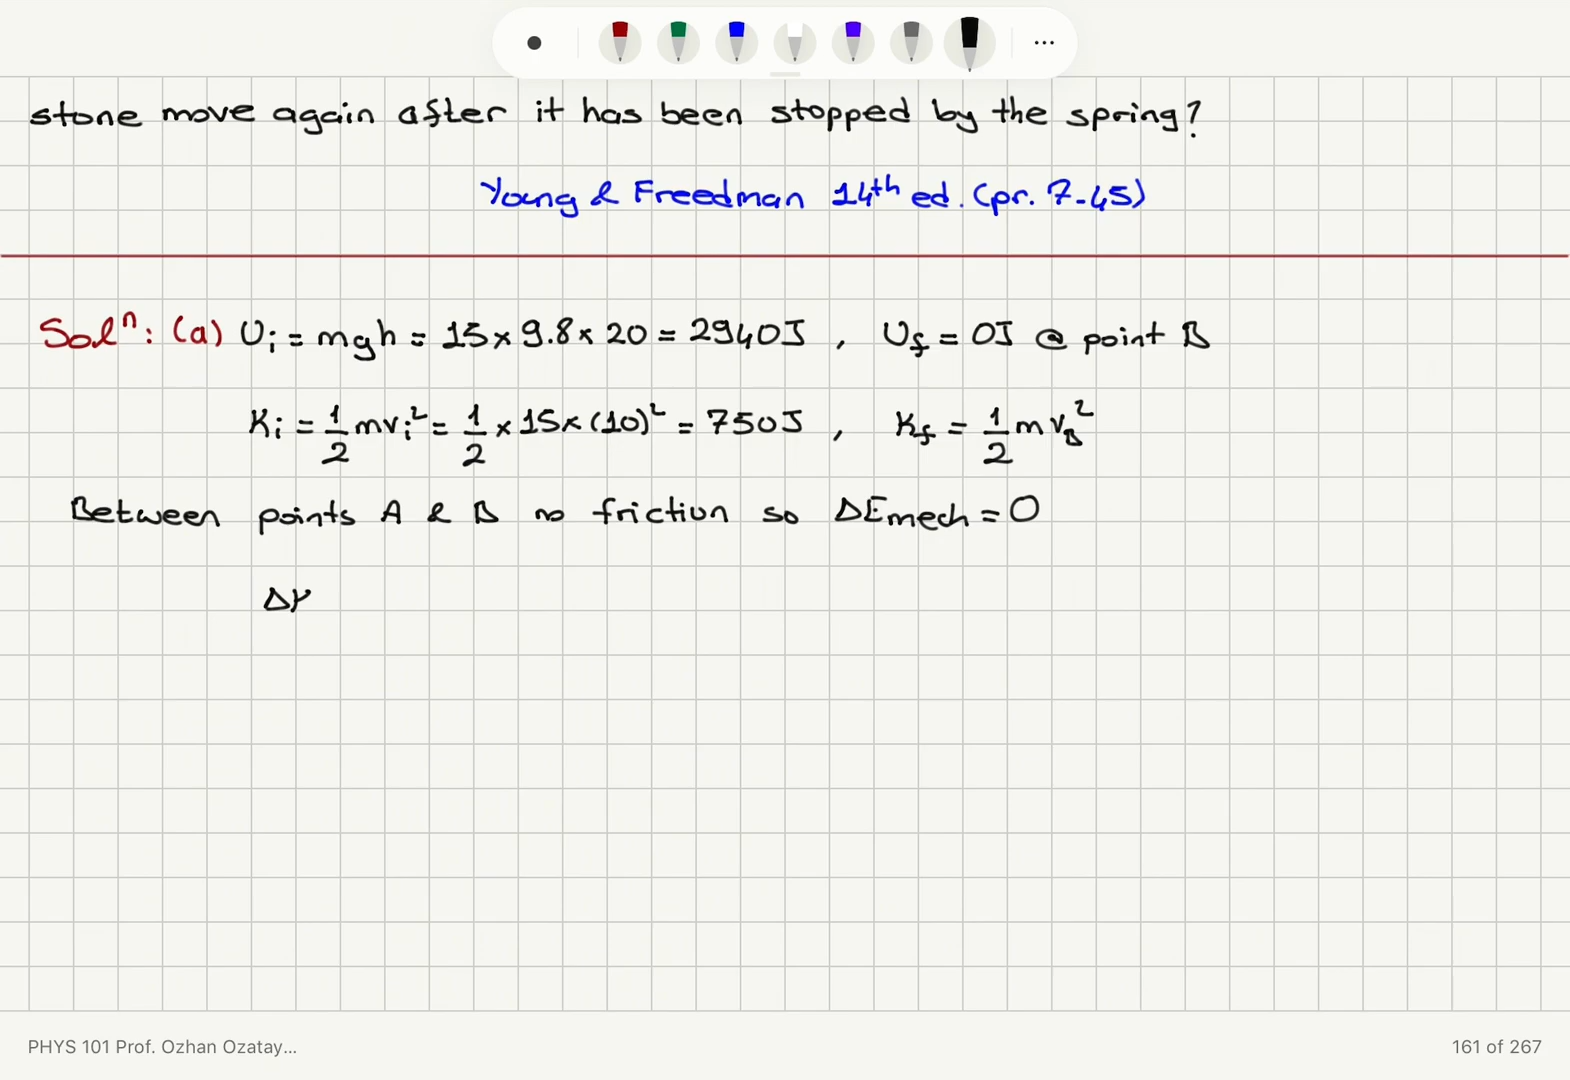 ...
stone move again after it has been stopped by the spring?
Young & Freedman 14th ed. (pr. 7-45)
Solⁿ: (a) Uᵢ = mgh = 15 × 9.8 × 20 = 2940J , U_f = 0J @ point B
Kᵢ = 1/2 mvᵢ² = 1/2 × 15 × (10)² = 750J , K_f = 1/2 m v_B²
Between points A & B no friction so ΔEmech = 0
ΔK
PHYS 101 Prof. Ozhan Ozatay...
161 of 267